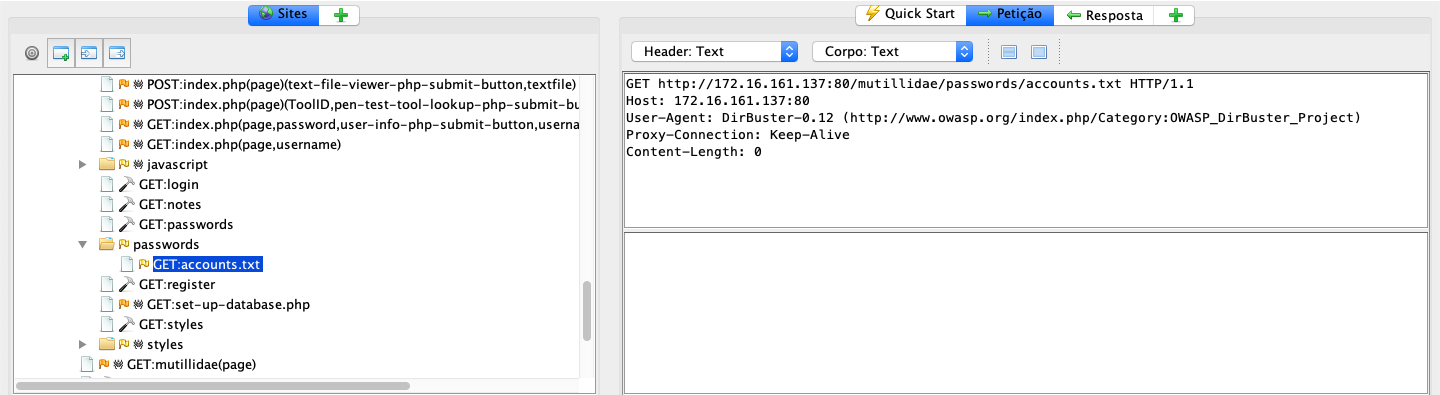 Sites
Quick Start
Petição
Resposta
Header: Text
Corpo: Text
POST:index.php(page)(text-file-viewer-php-submit-button,textfile)
POST:index.php(page)(ToolID,pen-test-tool-lookup-php-submit-bu
GET:index.php(page,password,user-info-php-submit-button,userna
GET:index.php(page,username)
javascript
GET:login
GET:notes
GET:passwords
passwords
GET:accounts.txt
GET:register
GET:set-up-database.php
GET:styles
styles
GET:mutillidae(page)
GET http://172.16.161.137:80/mutillidae/passwords/accounts.txt HTTP/1.1
Host: 172.16.161.137:80
User-Agent: DirBuster-0.12 (http://www.owasp.org/index.php/Category:OWASP_DirBuster_Project)
Proxy-Connection: Keep-Alive
Content-Length: 0